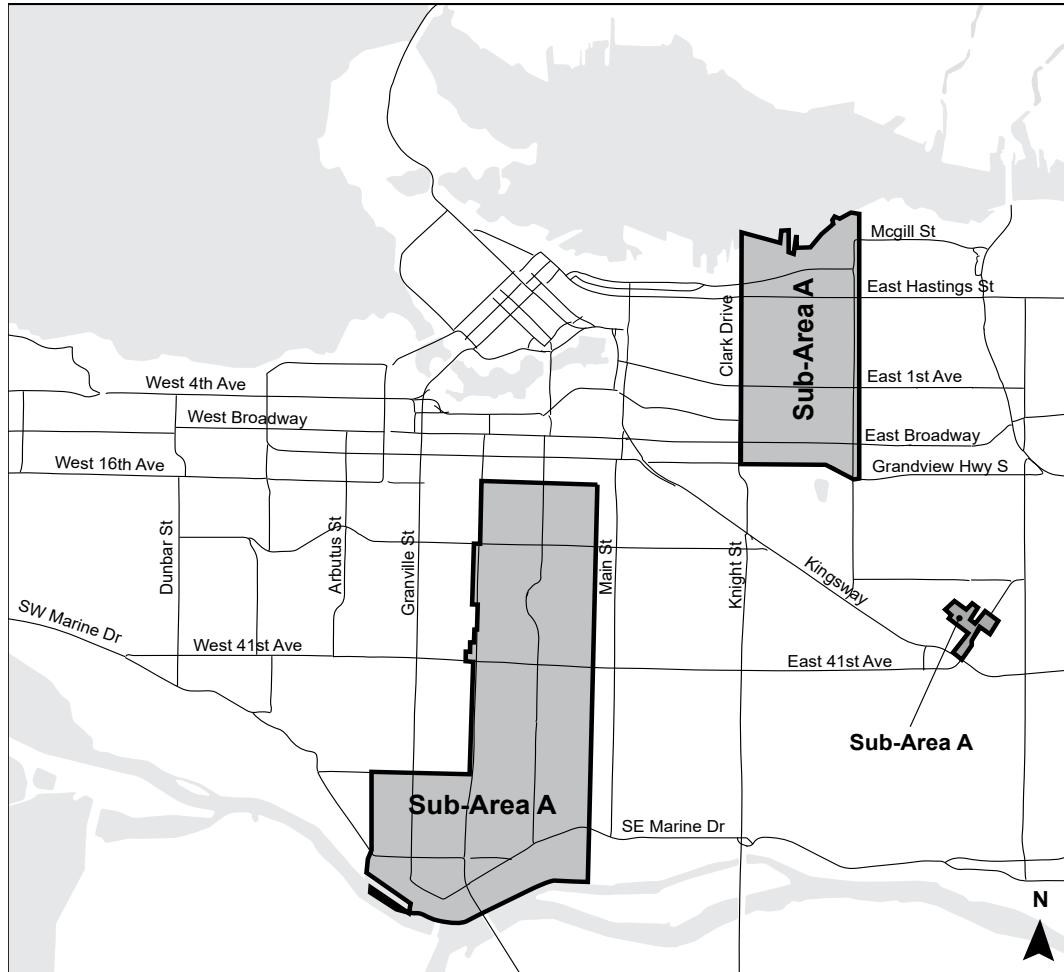 Mcgill St
East Hastings St
Clark Drive
Sub-Area A
East 1st Ave
West 4th Ave
West Broadway
East Broadway
West 16th Ave
Grandview Hwy S
Dunbar St
Arbutus St
Granville St
Main St
Knight St
Kingsway
SW Marine Dr
West 41st Ave
East 41st Ave
Sub-Area A
Sub-Area A
SE Marine Dr
N